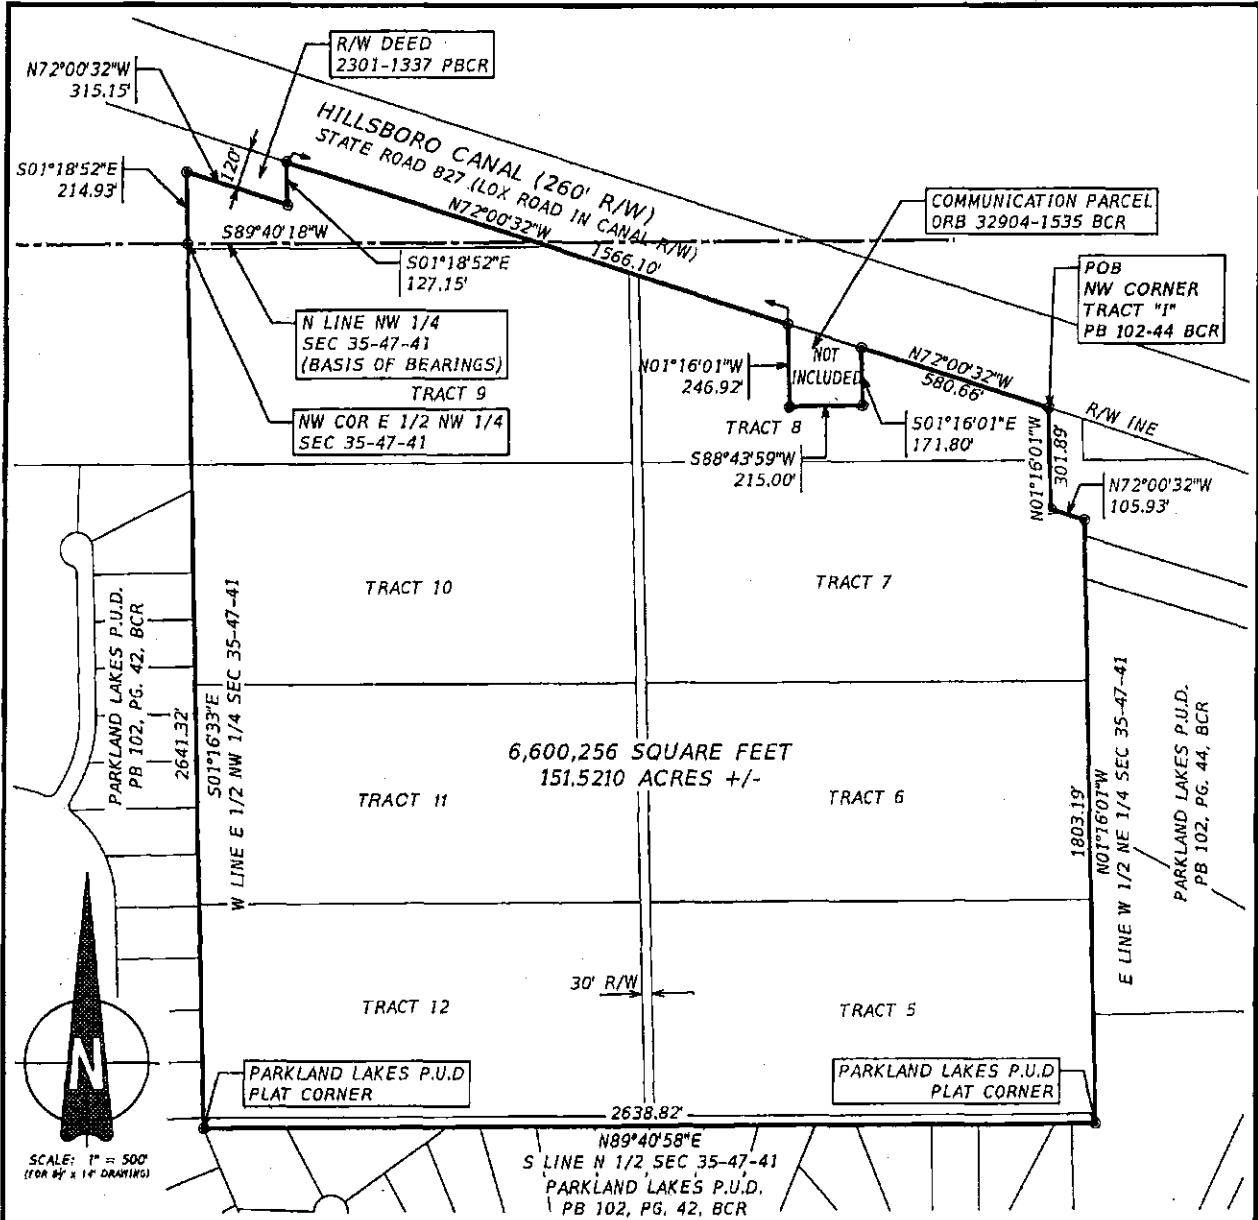 R/W DEED
2301-1337 PBCR
N72°00'32"W
315.15'
HILLSBORO CANAL (260' R/W)
STATE ROAD 827 (LOX ROAD IN CANAL R/W)
120'
S01°18'52"E
214.93'
N72°00'32"W
1566.10'
COMMUNICATION PARCEL
ORB 32904-1535 BCR
S89°40'18"W
S01°18'52"E
127.15'
POB
NW CORNER
TRACT "I"
PB 102-44 BCR
N LINE NW 1/4
SEC 35-47-41
(BASIS OF BEARINGS)
NOT
INCLUDED
N72°00'32"W
580.66'
N01°16'01"W
246.92'
TRACT 9
R/W INE
NW COR E 1/2 NW 1/4
SEC 35-47-41
TRACT 8
S01°16'01"E
171.80'
S88°43'59"W
215.00'
N01°16'01"W
301.89'
N72°00'32"W
105.93'
TRACT 10
TRACT 7
PARKLAND LAKES P.U.D.
PB 102, PG. 42, BCR
2641.32'
S01°16'33"E
W LINE E 1/2 NW 1/4 SEC 35-47-41
6,600,256 SQUARE FEET
151.5210 ACRES +/-
TRACT 11
TRACT 6
1803.19'
N01°16'01"W
E LINE W 1/2 NE 1/4 SEC 35-47-41
PARKLAND LAKES P.U.D.
PB 102, PG. 44, BCR
30' R/W
TRACT 12
TRACT 5
N
PARKLAND LAKES P.U.D
PLAT CORNER
PARKLAND LAKES P.U.D
PLAT CORNER
2638.82'
N89°40'58"E
S LINE N 1/2 SEC 35-47-41
PARKLAND LAKES P.U.D.
PB 102, PG. 42, BCR
SCALE: 1" = 500'
(FOR 8½" x 14" DRAWING)